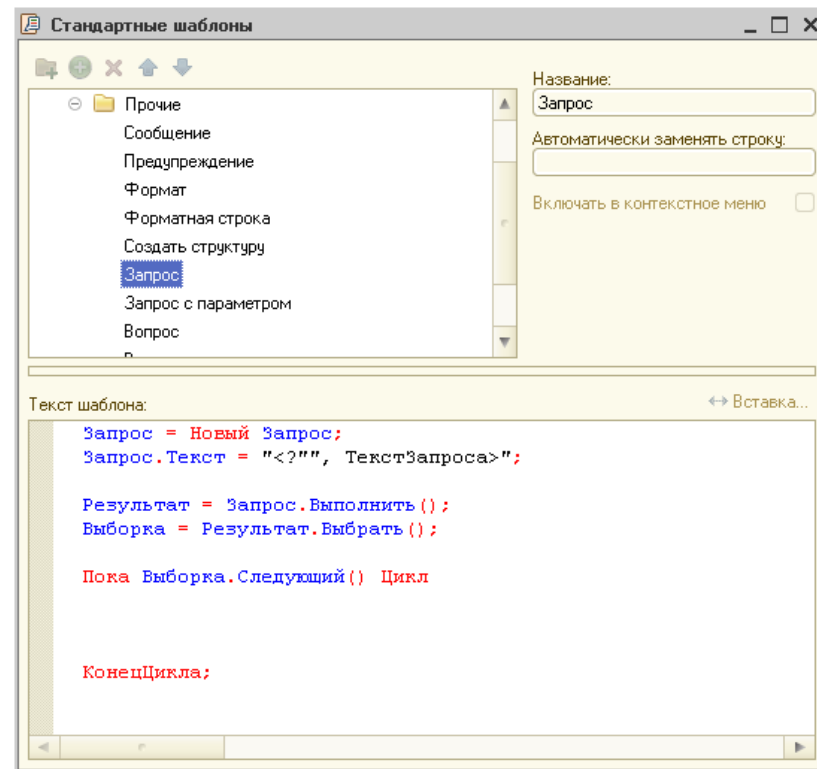 Стандартные шаблоны
Название:
Запрос
Автоматически заменять строку:
Включать в контекстное меню
Прочие
Сообщение
Предупреждение
Формат
Форматная строка
Создать структуру
Запрос
Запрос с параметром
Вопрос
Текст шаблона:
Вставка...
Запрос = Новый Запрос;
Запрос.Текст = "<?"", ТекстЗапроса>";
Результат = Запрос.Выполнить();
Выборка = Результат.Выбрать();
Пока Выборка.Следующий() Цикл
КонецЦикла;